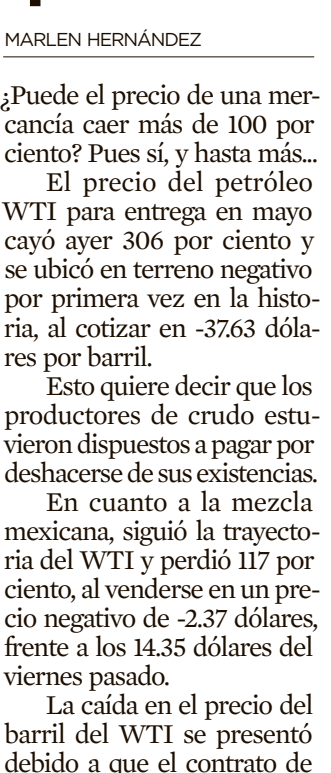 MARLEN HERNÁNDEZ
¿Puede el precio de una mer-
cancía caer más de 100 por
ciento? Pues sí, y hasta más...
El precio del petróleo
WTI para entrega en mayo
cayó ayer 306 por ciento y
se ubicó en terreno negativo
por primera vez en la histo-
ria, al cotizar en -37.63 dóla-
res por barril.
Esto quiere decir que los
productores de crudo estu-
vieron dispuestos a pagar por
deshacerse de sus existencias.
En cuanto a la mezcla
mexicana, siguió la trayecto-
ria del WTI y perdió 117 por
ciento, al venderse en un pre-
cio negativo de -2.37 dólares,
frente a los 14.35 dólares del
viernes pasado.
La caída en el precio del
barril del WTI se presentó
debido a que el contrato de